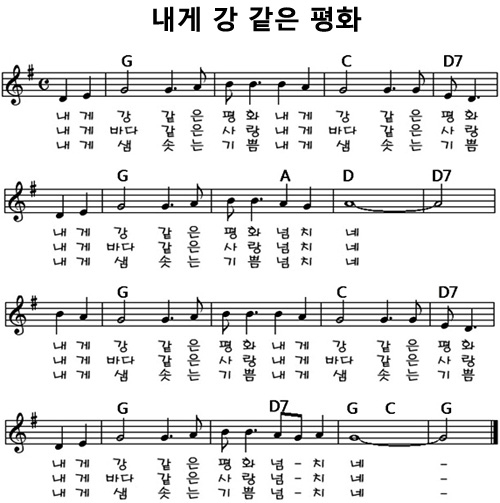 내게 강 같은 평화
G C D7
내 게 강 같 은 평 화 내 게 강 같 은 평 화
내 게 바다 같 은 사 랑 내 게 바다 같 은 사 랑
내 게 샘 솟 는 기 쁨 내 게 샘 솟 는 기 쁨
G A D D7
내 게 강 같 은 평 화 넘 치 네
내 게 바다 같 은 사 랑 넘 치 네
내 게 샘 솟 는 기 쁨 넘 치 네
G C D7
내 게 강 같 은 평 화 내 게 강 같 은 평 화
내 게 바다 같 은 사 랑 내 게 바다 같 은 사 랑
내 게 샘 솟 는 기 쁨 내 게 샘 솟 는 기 쁨
G D7 G C G
내 게 강 같 은 평 화 넘 - 치 네 -
내 게 바다 같 은 사 랑 넘 - 치 네 -
내 게 샘 솟 는 기 쁨 넘 - 치 네 -